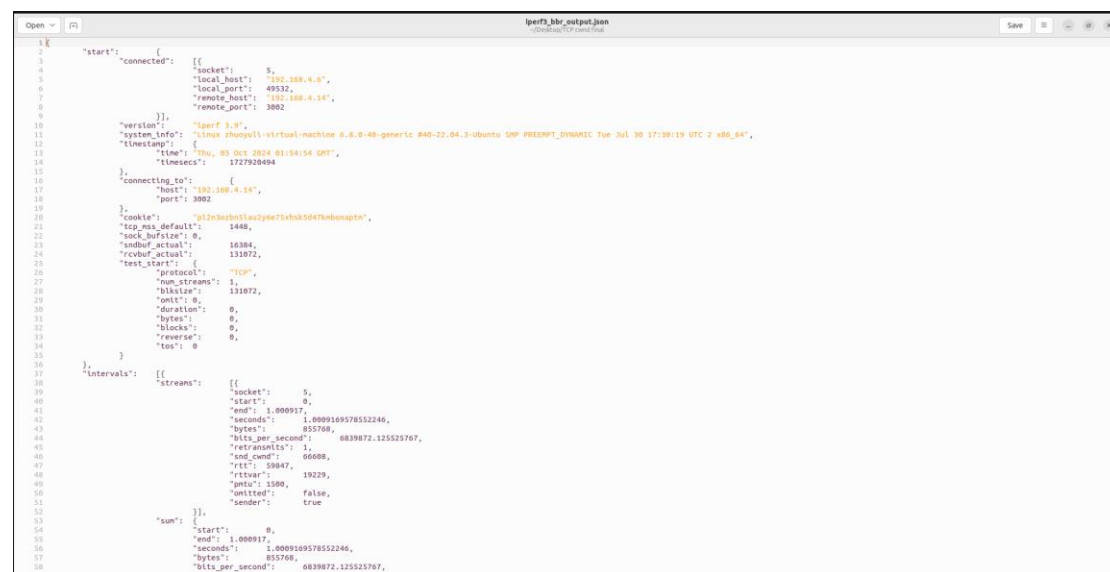 Open
iperf3_bbr_output.json
~/Desktop/TCP cwnd final
Save
1 {
2 "start": {
3 "connected": [{
4 "socket": 5,
5 "local_host": "192.168.4.6",
6 "local_port": 49532,
7 "remote_host": "192.168.4.14",
8 "remote_port": 3002
9 }],
10 "version": "iperf 3.9",
11 "system_info": "Linux zhuoyuli-virtual-machine 6.8.0-40-generic #40~22.04.3-Ubuntu SMP PREEMPT_DYNAMIC Tue Jul 30 17:30:19 UTC 2 x86_64",
12 "timestamp": {
13 "time": "Thu, 03 Oct 2024 01:54:54 GMT",
14 "timesecs": 1727920494
15 },
16 "connecting_to": {
17 "host": "192.168.4.14",
18 "port": 3002
19 },
20 "cookie":
21 "tcp_mss_default": 1448,
22 "sock_bufsize": 0,
23 "sndbuf_actual": 16384,
24 "rcvbuf_actual": 131072,
25 "test_start": {
26 "protocol": "TCP",
27 "num_streams": 1,
28 "blksize": 131072,
29 "omit": 0,
30 "duration": 0,
31 "bytes": 0,
32 "blocks": 0,
33 "reverse": 0,
34 "tos": 0
35 }
36 },
37 "intervals": [{
38 "streams": [{
39 "socket": 5,
40 "start": 0,
41 "end": 1.000917,
42 "seconds": 1.0009169578552246,
43 "bytes": 855768,
44 "bits_per_second": 6839872.125525767,
45 "retransmits": 1,
46 "snd_cwnd": 66608,
47 "rtt": 59847,
48 "rttvar": 19229,
49 "pmtu": 1500,
50 "omitted": false,
51 "sender": true
52 }],
53 "sum": {
54 "start": 0,
55 "end": 1.000917,
56 "seconds": 1.0009169578552246,
57 "bytes": 855768,
58 "bits_per_second": 6839872.125525767,